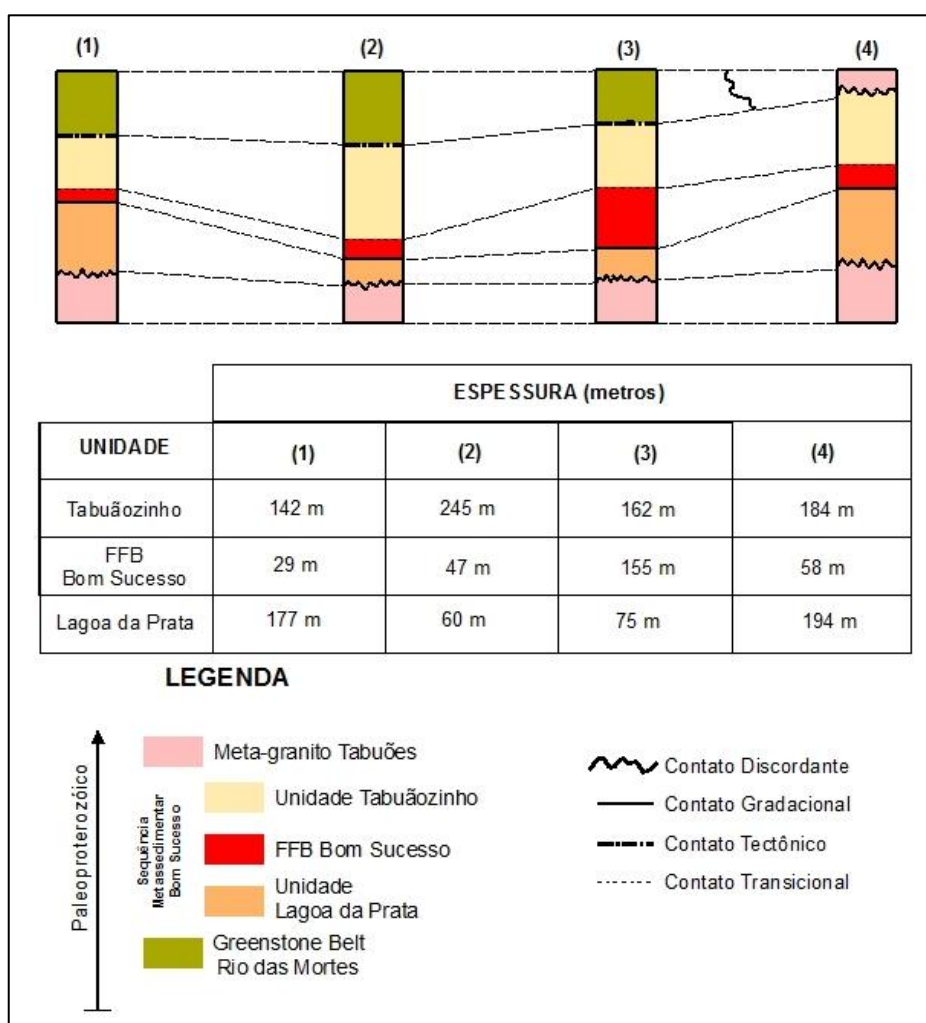 (1) (2) (3) (4)
ESPESSURA (metros)
UNIDADE (1) (2) (3) (4)
Tabuãozinho 142 m 245 m 162 m 184 m
FFB
Bom Sucesso 29 m 47 m 155 m 58 m
Lagoa da Prata 177 m 60 m 75 m 194 m
LEGENDA
Paleoproterozóico
Meta-granito Tabuões
Sequência
Metassedimentar
Bom Sucesso
Unidade Tabuãozinho
FFB Bom Sucesso
Unidade
Lagoa da Prata
Greenstone Belt
Rio das Mortes
Contato Discordante
Contato Gradacional
Contato Tectônico
Contato Transicional